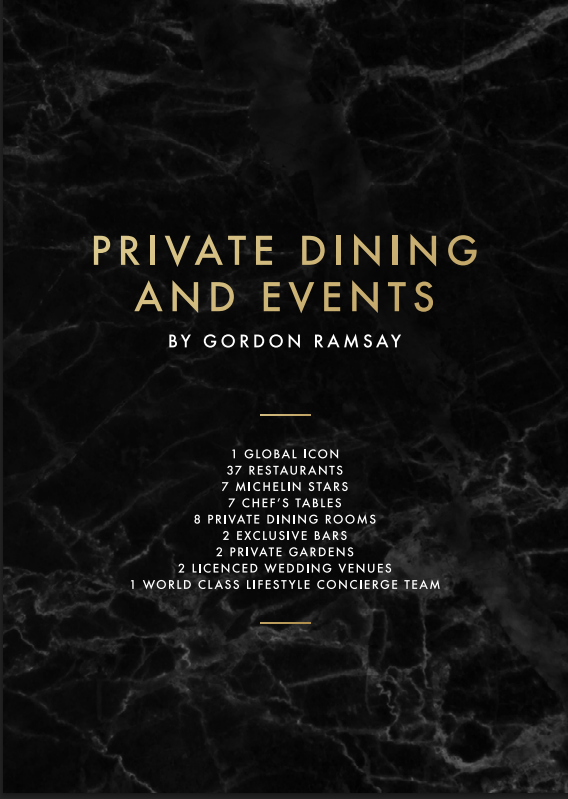 PRIVATE DINING
AND EVENTS
BY GORDON RAMSAY
1 GLOBAL ICON
37 RESTAURANTS
7 MICHELIN STARS
7 CHEF'S TABLES
8 PRIVATE DINING ROOMS
2 EXCLUSIVE BARS
2 PRIVATE GARDENS
2 LICENCED WEDDING VENUES
1 WORLD CLASS LIFESTYLE CONCIERGE TEAM